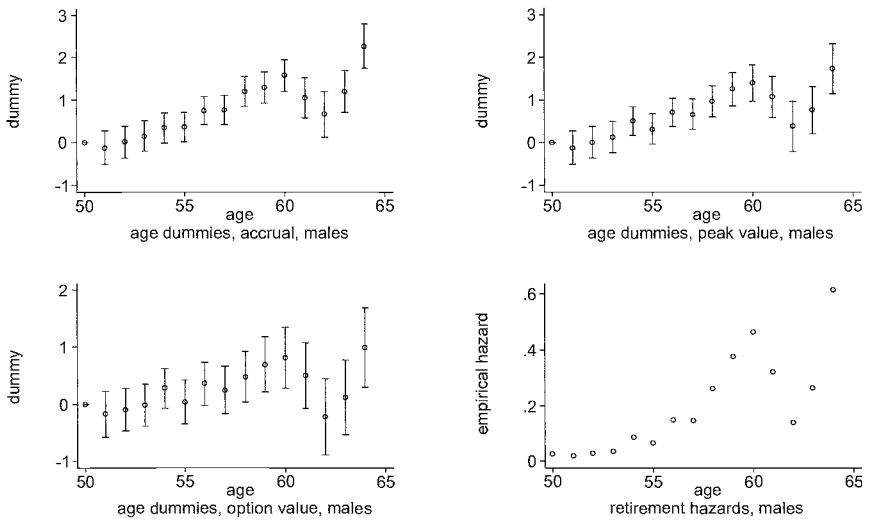 3
2
1
0
-1
dummy
50 55 60 65
age
age dummies, accrual, males
3
2
1
0
-1
dummy
50 55 60 65
age
age dummies, peak value, males
2
1
0
-1
dummy
50 55 60 65
age
age dummies, option value, males
.6
.4
.2
0
empirical hazard
50 55 60 65
age
retirement hazards, males